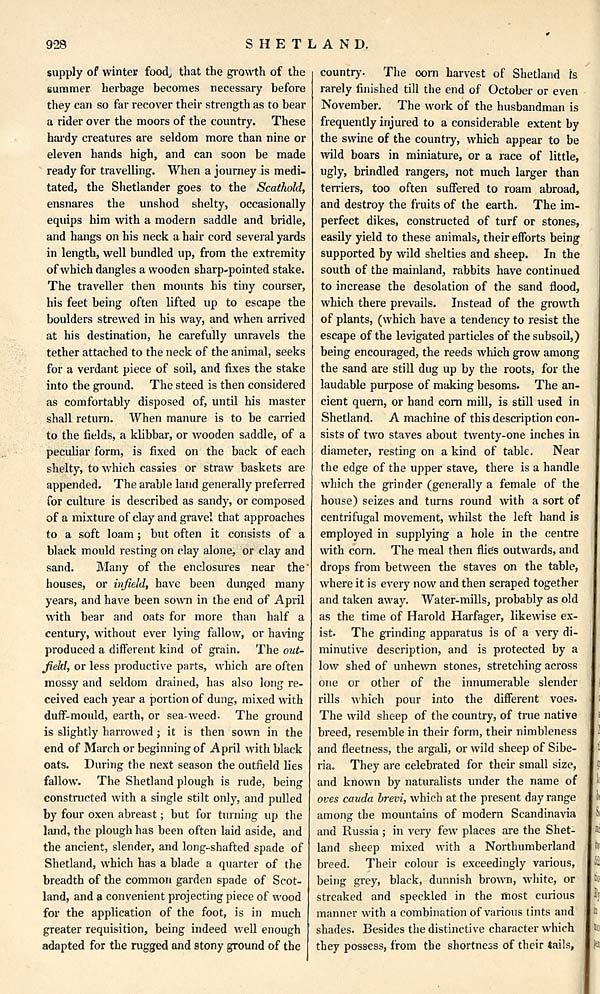 928
SHETLAND.
supply of winter food, that the growth of the
summer herbage becomes necessary before
they can so far recover their strength as to bear
a rider over the moors of the country. These
hardy creatures are seldom more than nine or
eleven hands high, and can soon be made
ready for travelling. When a journey is medi-
tated, the Shetlander goes to the Scathold,
ensnares the unshod shelty, occasionally
equips him with a modern saddle and bridle,
and hangs on his neck a hair cord several yards
in length, well bundled up, from the extremity
of which dangles a wooden sharp-pointed stake.
The traveller then mounts his tiny courser,
his feet being often lifted up to escape the
boulders strewed in his way, and when arrived
at his destination, he carefully unravels the
tether attached to the neck of the animal, seeks
for a verdant piece of soil, and fixes the stake
into the ground. The steed is then considered
as comfortably disposed of, until his master
shall return. When manure is to be carried
to the fields, a klibbar, or wooden saddle, of a
peculiar form, is fixed on the back of each
shelty, to which cassies or straw baskets are
appended. The arable land generally preferred
for culture is described as sandy, or composed
of a mixture of clay and gravel that approaches
to a soft loam ; but often it consists of a
black mould resting on clay alone, or clay and
sand. Many of the enclosures near the
houses, or infield, have been dunged many
years, and have been sown in the end of April
with bear and oats for more than half a
century, without ever lying fallow, or having
produced a different kind of grain. The out-
field, or less productive parts, which are often
mossy and seldom drained, has also long re-
ceived each year a portion of dung, mixed with
duff-mould, earth, or sea-weed. The ground
is slightly harrowed ; it is then sown in the
end of March or beginning of April with black
oats. During the next season the outfield lies
fallow. The Shetland plough is rude, being
constructed with a single stilt only, and pulled
by four oxen abreast ; but for turning up the
land, the plough has been often laid aside, and
the ancient, slender, and long-shafted spade of
Shetland, which has a blade a quarter of the
breadth of the common garden spade of Scot-
land, and a convenient projecting piece of wood
for the application of the foot, is in much
greater requisition, being indeed well enough
adapted for the rugged and stony ground of the
country. The corn harvest of Shetland is
rarely finished till the end of October or even
November. The work of the husbandman is
frequently injured to a considerable extent by
the swine of the country, which appear to be
wild boars in miniature, or a race of little,
ugly, brindled rangers, not much larger than
terriers, too often suffered to roam abroad,
and destroy the fruits of the earth. The im-
perfect dikes, constructed of turf or stones,
easily yield to these animals, their efforts being
supported by wild shelties and sheep. In the
south of the mainland, rabbits have continued
to increase the desolation of the sand flood,
which there prevails. Instead of the growth
of plants, (which have a tendency to resist the
escape of the levigated particles of the subsoil,)
being encouraged, the reeds which grow among
the sand are still dug up by the roots, for the
laudable purpose of making besoms. The an-
cient quern, or hand corn mill, is still used in
Shetland. A machine of this description con-
sists of two staves about twenty-one inches in
diameter, resting on a kind of table. Near
the edge of the upper stave, there is a handle
which the grinder (generally a female of the
house) seizes and turns round with a sort of
centrifugal movement, whilst the left hand is
employed in supplying a hole in the centre
with corn. The meal then flies outwards, and
drops from between the staves on the table,
where it is every now and then scraped together
and taken away. Water-mills, probably as old
as the time of Harold Harfager, likewise ex-
ist. The grinding apparatus is of a very di-
minutive description, and is protected by a
low shed of unhewn stones, stretching across
one or other of the innumerable slender
rills which pour into the different voes.
The wild sheep of the country, of true native
breed, resemble in their form, their nimbleness
and fleetness, the argali, or wild sheep of Sibe-
ria. They are celebrated for their small size,
and known by naturalists under the name of
oves cauda brevi, which at the present day range
among the mountains of modern Scandinavia
and Russia ; in very few places are the Shet-
land sheep mixed with a Northumberland
breed. Their colour is exceedingly various,
being grey, black, dunnish brown, white, or
streaked and speckled in the most curious
manner with a combination of various tints and
shades. Besides the distinctive character which
they possess, from the shortness of their tails,